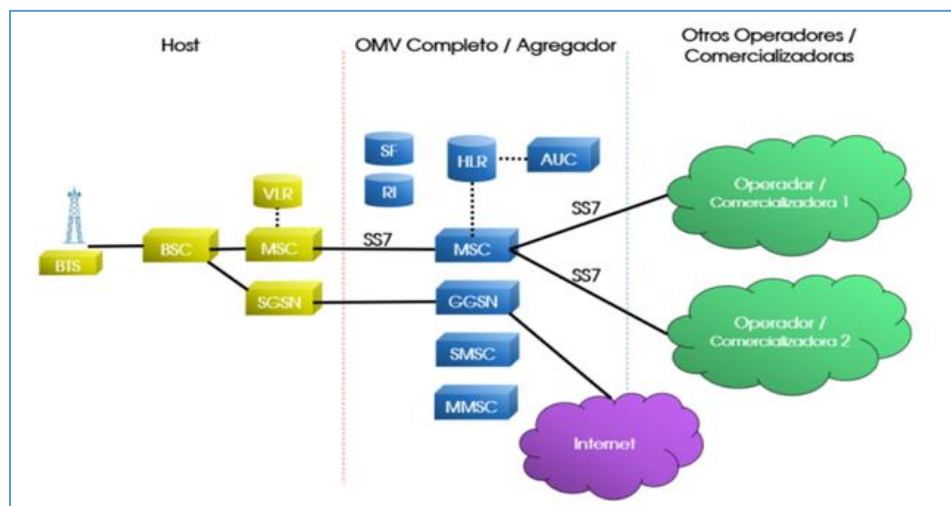 Host
OMV Completo / Agregador
Otros Operadores /
Comercializadoras
SF
RI
HLR
AUC
VLR
BTS
BSC
MSC
SS7
MSC
SS7
SS7
SGSN
GGSN
SMSC
MMSC
Operador /
Comercializadora 1
Operador /
Comercializadora 2
Internet